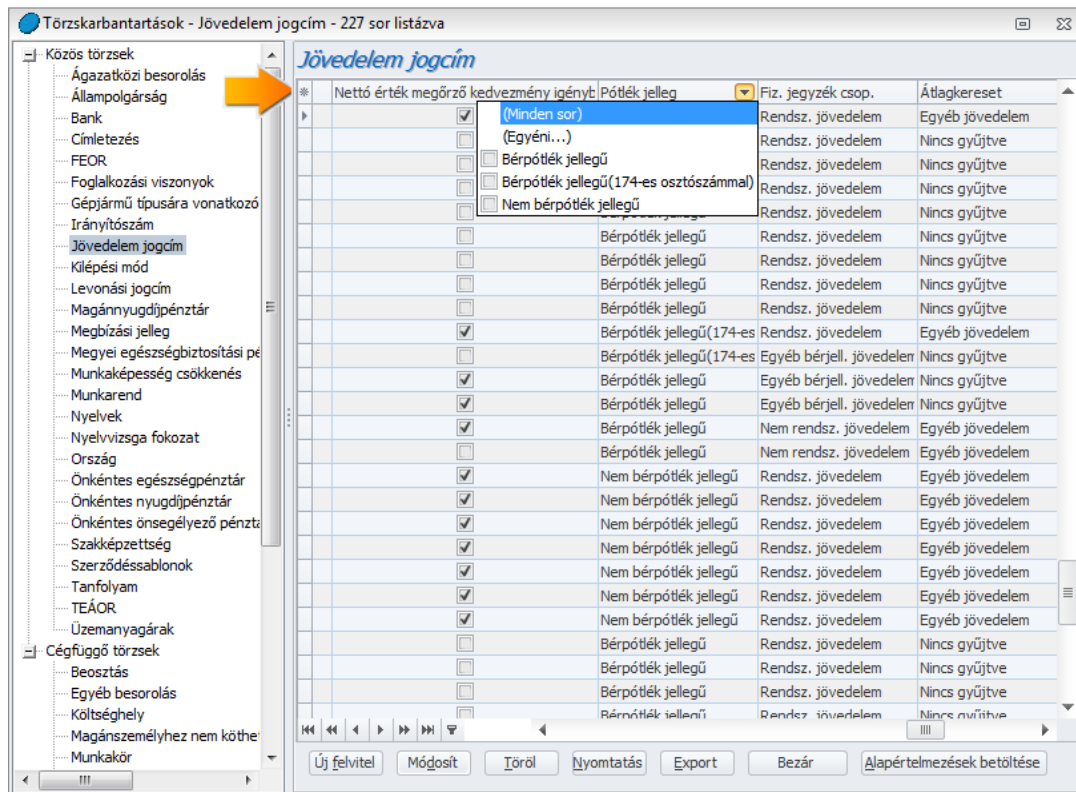 Törzskarbantartások - Jövedelem jogcím - 227 sor listázva
Közös törzsek
Ágazatközi besorolás
Állampolgárság
Bank
Címletezés
FEOR
Foglalkozási viszonyok
Gépjármű típusára vonatkozó
Irányítószám
Jövedelem jogcím
Kilépési mód
Levonási jogcím
Magánnyugdíjpénztár
Megbízási jelleg
Megyei egészségbiztosítási pé
Munkaképesség csökkenés
Munkarend
Nyelvek
Nyelvvizsga fokozat
Ország
Önkéntes egészségpénztár
Önkéntes nyugdíjpénztár
Önkéntes önsegélyező pénzta
Szakképzettség
Szerződéssablonok
Tanfolyam
TEÁOR
Üzemanyagárak
Cégfüggő törzsek
Beosztás
Egyéb besorolás
Költséghely
Magánszemélyhez nem köthe
Munkakör
Jövedelem jogcím
Nettó érték megőrző kedvezmény igényb Pótlék jelleg Fiz. jegyzék csop. Átlagkereset
(Minden sor)
(Egyéni...)
Bérpótlék jellegű
Bérpótlék jellegű(174-es osztószámmal)
Nem bérpótlék jellegű
Rendsz. jövedelem Egyéb jövedelem
Rendsz. jövedelem Nincs gyűjtve
Rendsz. jövedelem Nincs gyűjtve
Rendsz. jövedelem Nincs gyűjtve
Bérpótlék jellegű Rendsz. jövedelem Nincs gyűjtve
Bérpótlék jellegű Rendsz. jövedelem Nincs gyűjtve
Bérpótlék jellegű Rendsz. jövedelem Nincs gyűjtve
Bérpótlék jellegű Rendsz. jövedelem Nincs gyűjtve
Bérpótlék jellegű Rendsz. jövedelem Nincs gyűjtve
Bérpótlék jellegű(174-es Rendsz. jövedelem Egyéb jövedelem
Bérpótlék jellegű(174-es Egyéb bérjell. jövedelem Nincs gyűjtve
Bérpótlék jellegű Egyéb bérjell. jövedelem Nincs gyűjtve
Bérpótlék jellegű Egyéb bérjell. jövedelem Nincs gyűjtve
Bérpótlék jellegű Nem rendsz. jövedelem Egyéb jövedelem
Bérpótlék jellegű Nem rendsz. jövedelem Egyéb jövedelem
Nem bérpótlék jellegű Rendsz. jövedelem Egyéb jövedelem
Nem bérpótlék jellegű Rendsz. jövedelem Egyéb jövedelem
Nem bérpótlék jellegű Rendsz. jövedelem Egyéb jövedelem
Nem bérpótlék jellegű Rendsz. jövedelem Egyéb jövedelem
Nem bérpótlék jellegű Rendsz. jövedelem Egyéb jövedelem
Nem bérpótlék jellegű Rendsz. jövedelem Egyéb jövedelem
Nem bérpótlék jellegű Rendsz. jövedelem Egyéb jövedelem
Bérpótlék jellegű Rendsz. jövedelem Nincs gyűjtve
Bérpótlék jellegű Rendsz. jövedelem Nincs gyűjtve
Bérpótlék jellegű Rendsz. jövedelem Nincs gyűjtve
Bérpótlék jellegű Rendsz. jövedelem Nincs gyűjtve
Új felvitel Módosít Töröl Nyomtatás Export Bezár Alapértelmezések betöltése